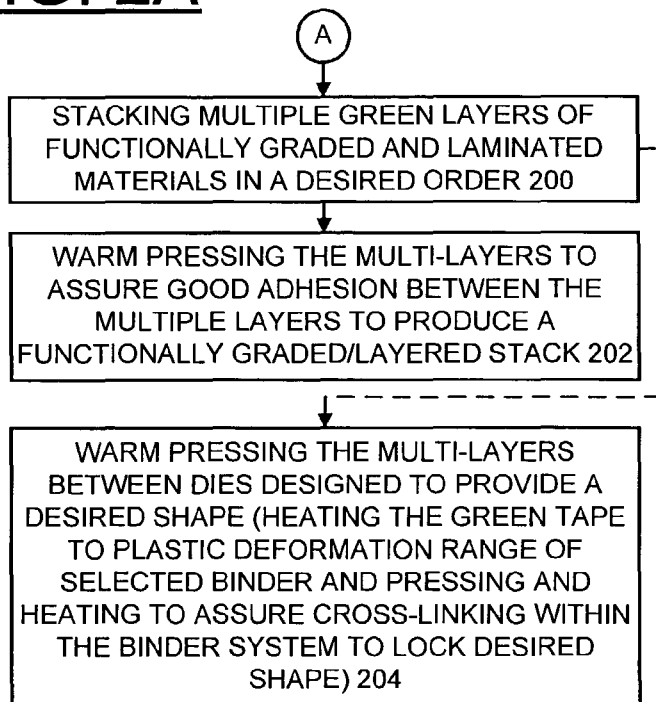 A
STACKING MULTIPLE GREEN LAYERS OF
FUNCTIONALLY GRADED AND LAMINATED
MATERIALS IN A DESIRED ORDER 200
WARM PRESSING THE MULTI-LAYERS TO
ASSURE GOOD ADHESION BETWEEN THE
MULTIPLE LAYERS TO PRODUCE A
FUNCTIONALLY GRADED/LAYERED STACK 202
WARM PRESSING THE MULTI-LAYERS
BETWEEN DIES DESIGNED TO PROVIDE A
DESIRED SHAPE (HEATING THE GREEN TAPE
TO PLASTIC DEFORMATION RANGE OF
SELECTED BINDER AND PRESSING AND
HEATING TO ASSURE CROSS-LINKING WITHIN
THE BINDER SYSTEM TO LOCK DESIRED
SHAPE) 204